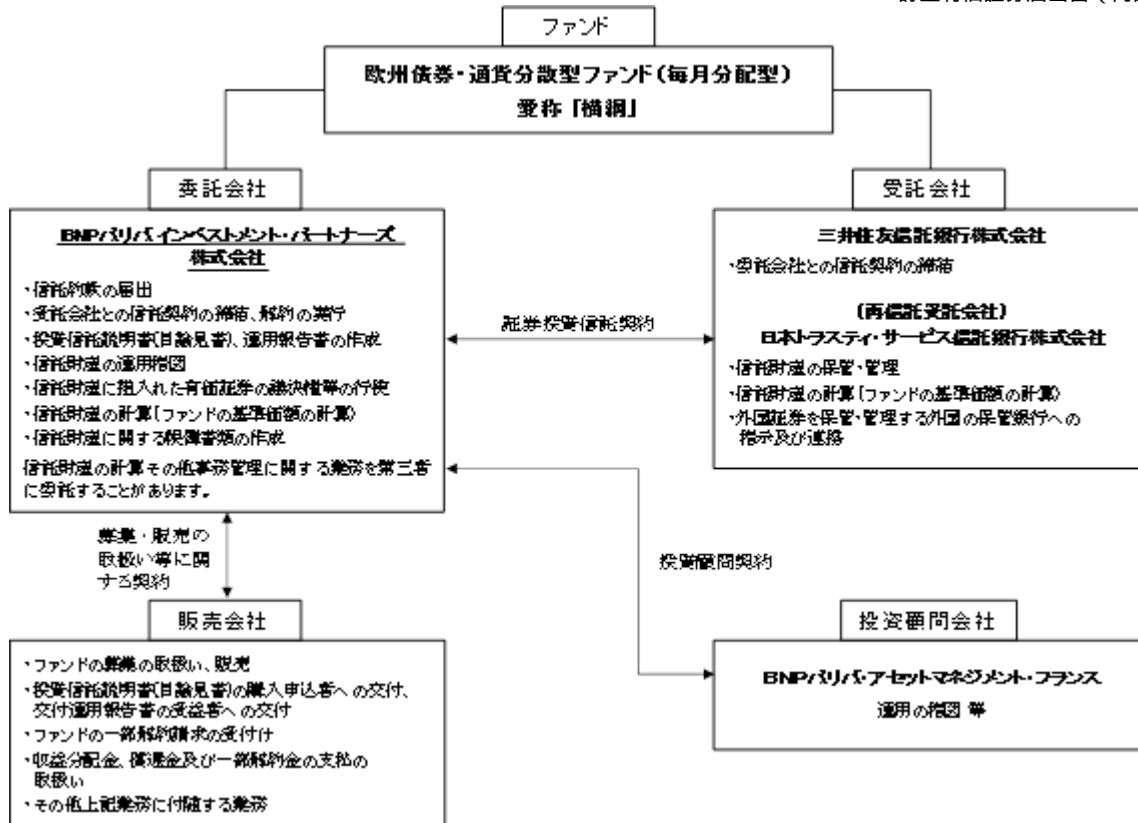 ファンド
欧州債券・通貨分散型ファンド(毎月分配型)
愛称「横綱」
委託会社
BNPパリバ インベストメント・パートナーズ
株式会社
・信託約款の届出
・受託会社との信託契約の締結、解約の実行
・投資信託説明書(目論見書)、運用報告書の作成
・信託財産の運用指図
・信託財産に組入れた有価証券の議決権等の行使
・信託財産の計算(ファンドの基準価額の計算)
・信託財産に関する帳簿書類の作成
信託財産の計算その他事務管理に関する業務を第三者
に委託することがあります。
受託会社
三井住友信託銀行株式会社
・委託会社との信託契約の締結
(再信託受託会社)
日本トラスティ・サービス信託銀行株式会社
・信託財産の保管・管理
・信託財産の計算(ファンドの基準価額の計算)
・外国証券を保管・管理する外国の保管銀行への
指示及び連絡
証券投資信託契約
募集・販売の
取扱い等に関
する契約
投資顧問契約
販売会社
・ファンドの募集の取扱い、販売
・投資信託説明書(目論見書)の購入申込者への交付、
交付運用報告書の受益者への交付
・ファンドの一部解約請求の受付け
・収益分配金、償還金及び一部解約金の支払の
取扱い
・その他上記業務に付随する業務
投資顧問会社
BNPパリバ・アセットマネジメント・フランス
運用の指図 等